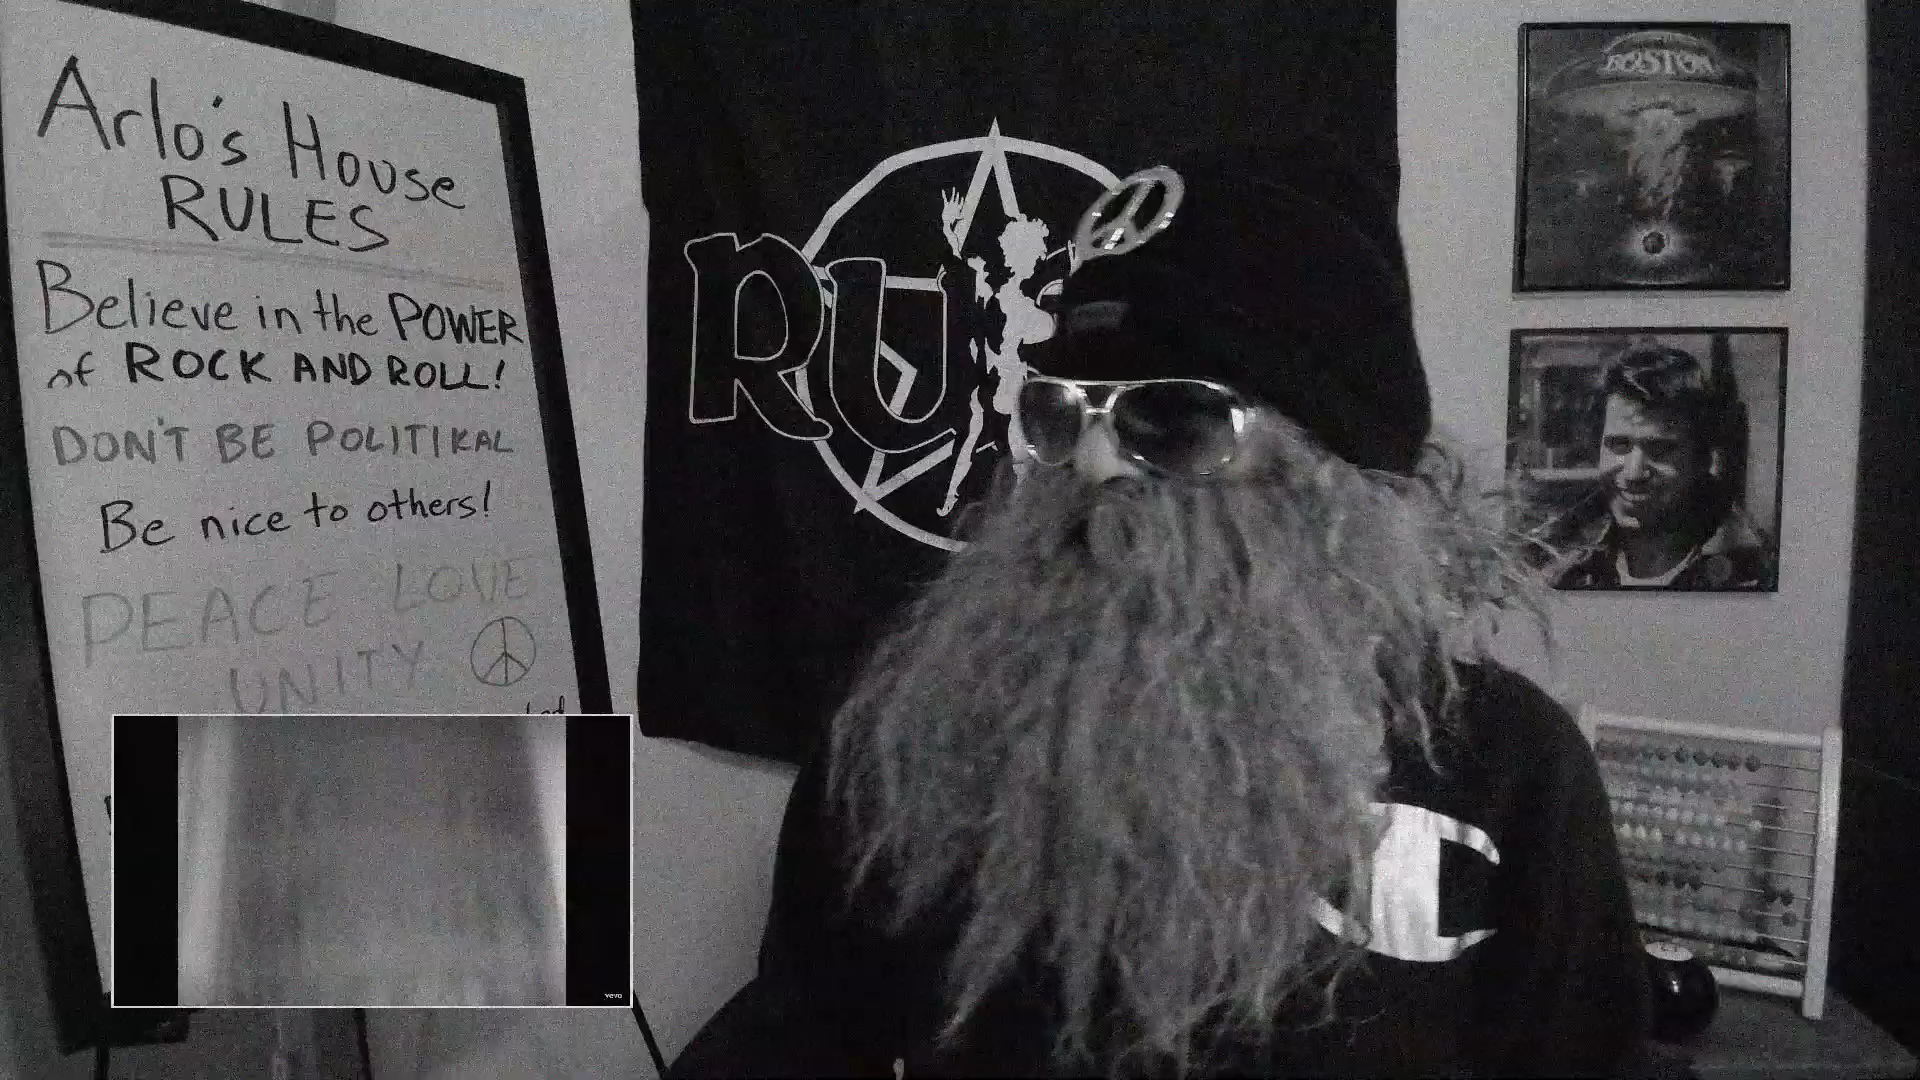 Arlo's House
RULES
Believe in the POWER
of ROCK AND ROLL!
DON'T BE POLITIKAL
Be nice to others!
PEACE LOVE
UNITY
RU
BOSTON
vevo